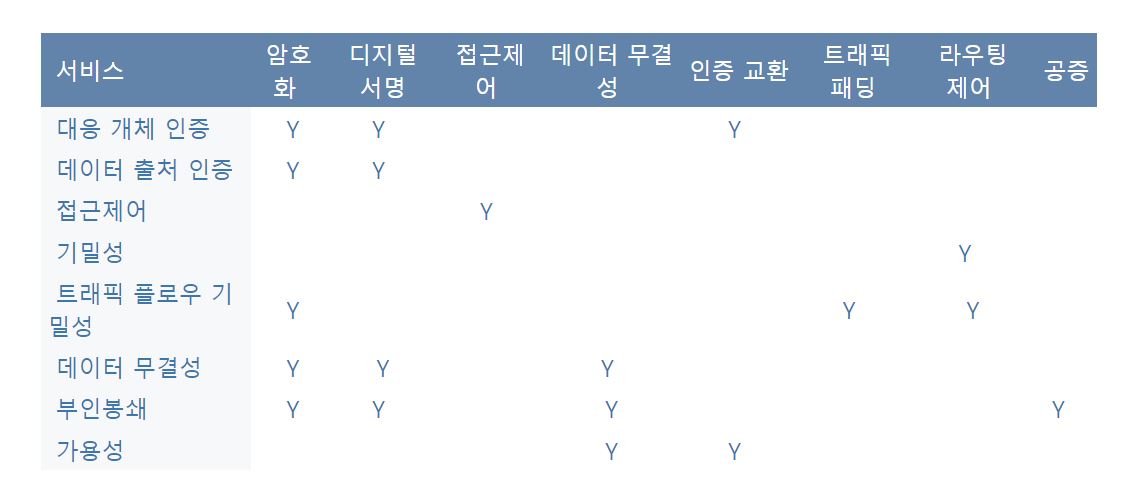 서비스 암호화 디지털 서명 접근제어 데이터 무결성 인증 교환 트래픽 패딩 라우팅 제어 공증
대응 개체 인증 Y Y Y
데이터 출처 인증 Y Y
접근제어 Y
기밀성 Y
트래픽 플로우 기밀성 Y Y Y
데이터 무결성 Y Y Y
부인봉쇄 Y Y Y Y
가용성 Y Y